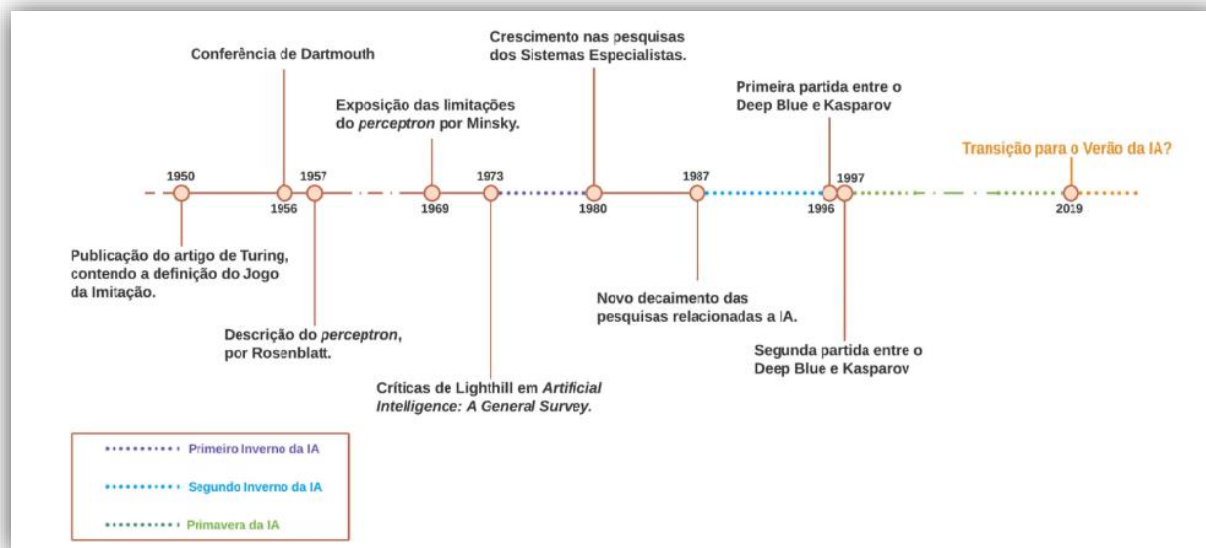 Conferência de Dartmouth
Crescimento nas pesquisas
dos Sistemas Especialistas.
Exposição das limitações
do perceptron por Minsky.
Primeira partida entre o
Deep Blue e Kasparov
Transição para o Verão da IA?
1950
1957
1973
1987
1997
1956
1969
1980
1996
2019
Publicação do artigo de Turing,
contendo a definição do Jogo
da Imitação.
Descrição do perceptron,
por Rosenblatt.
Críticas de Lighthill em Artificial
Intelligence: A General Survey.
Novo decaimento das
pesquisas relacionadas a IA.
Segunda partida entre o
Deep Blue e Kasparov
Primeiro Inverno da IA
Segundo Inverno da IA
Primavera da IA